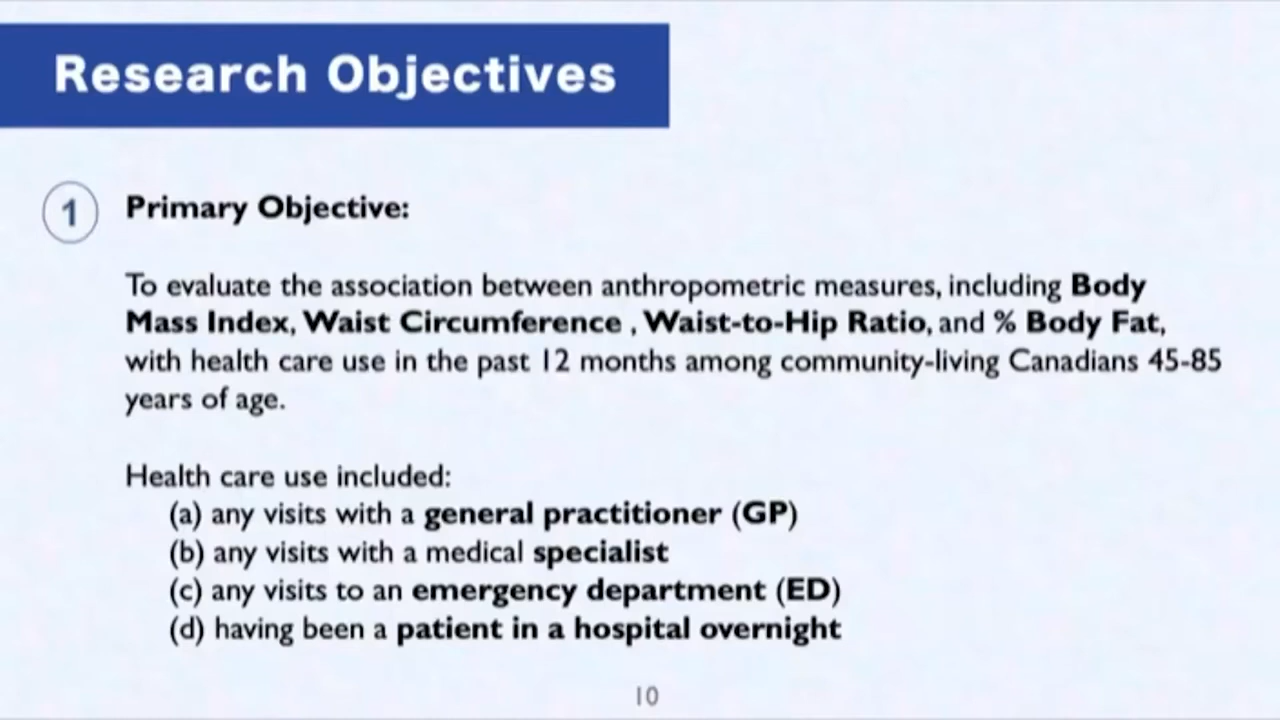 Research Objectives
1
Primary Objective:
To evaluate the association between anthropometric measures, including Body
Mass Index, Waist Circumference , Waist-to-Hip Ratio, and % Body Fat,
with health care use in the past 12 months among community-living Canadians 45-85
years of age.
Health care use included:
(a) any visits with a general practitioner (GP)
(b) any visits with a medical specialist
(c) any visits to an emergency department (ED)
(d) having been a patient in a hospital overnight
10